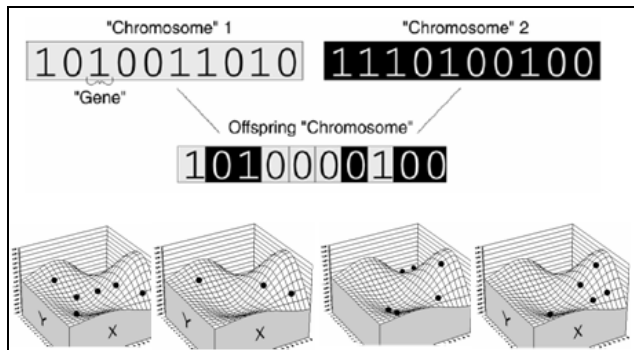 "Chromosome" 1
"Chromosome" 2
1010011010
1110100100
"Gene"
Offspring "Chromosome"
1010000100
Y X
Y X
Y X
Y X